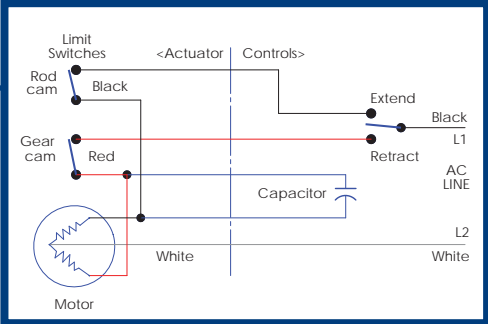 Limit
Switches
<Actuator
Controls>
Rod
cam
Black
Extend
Black
L1
Gear
cam
Red
Retract
AC
LINE
Capacitor
L2
White
White
Motor